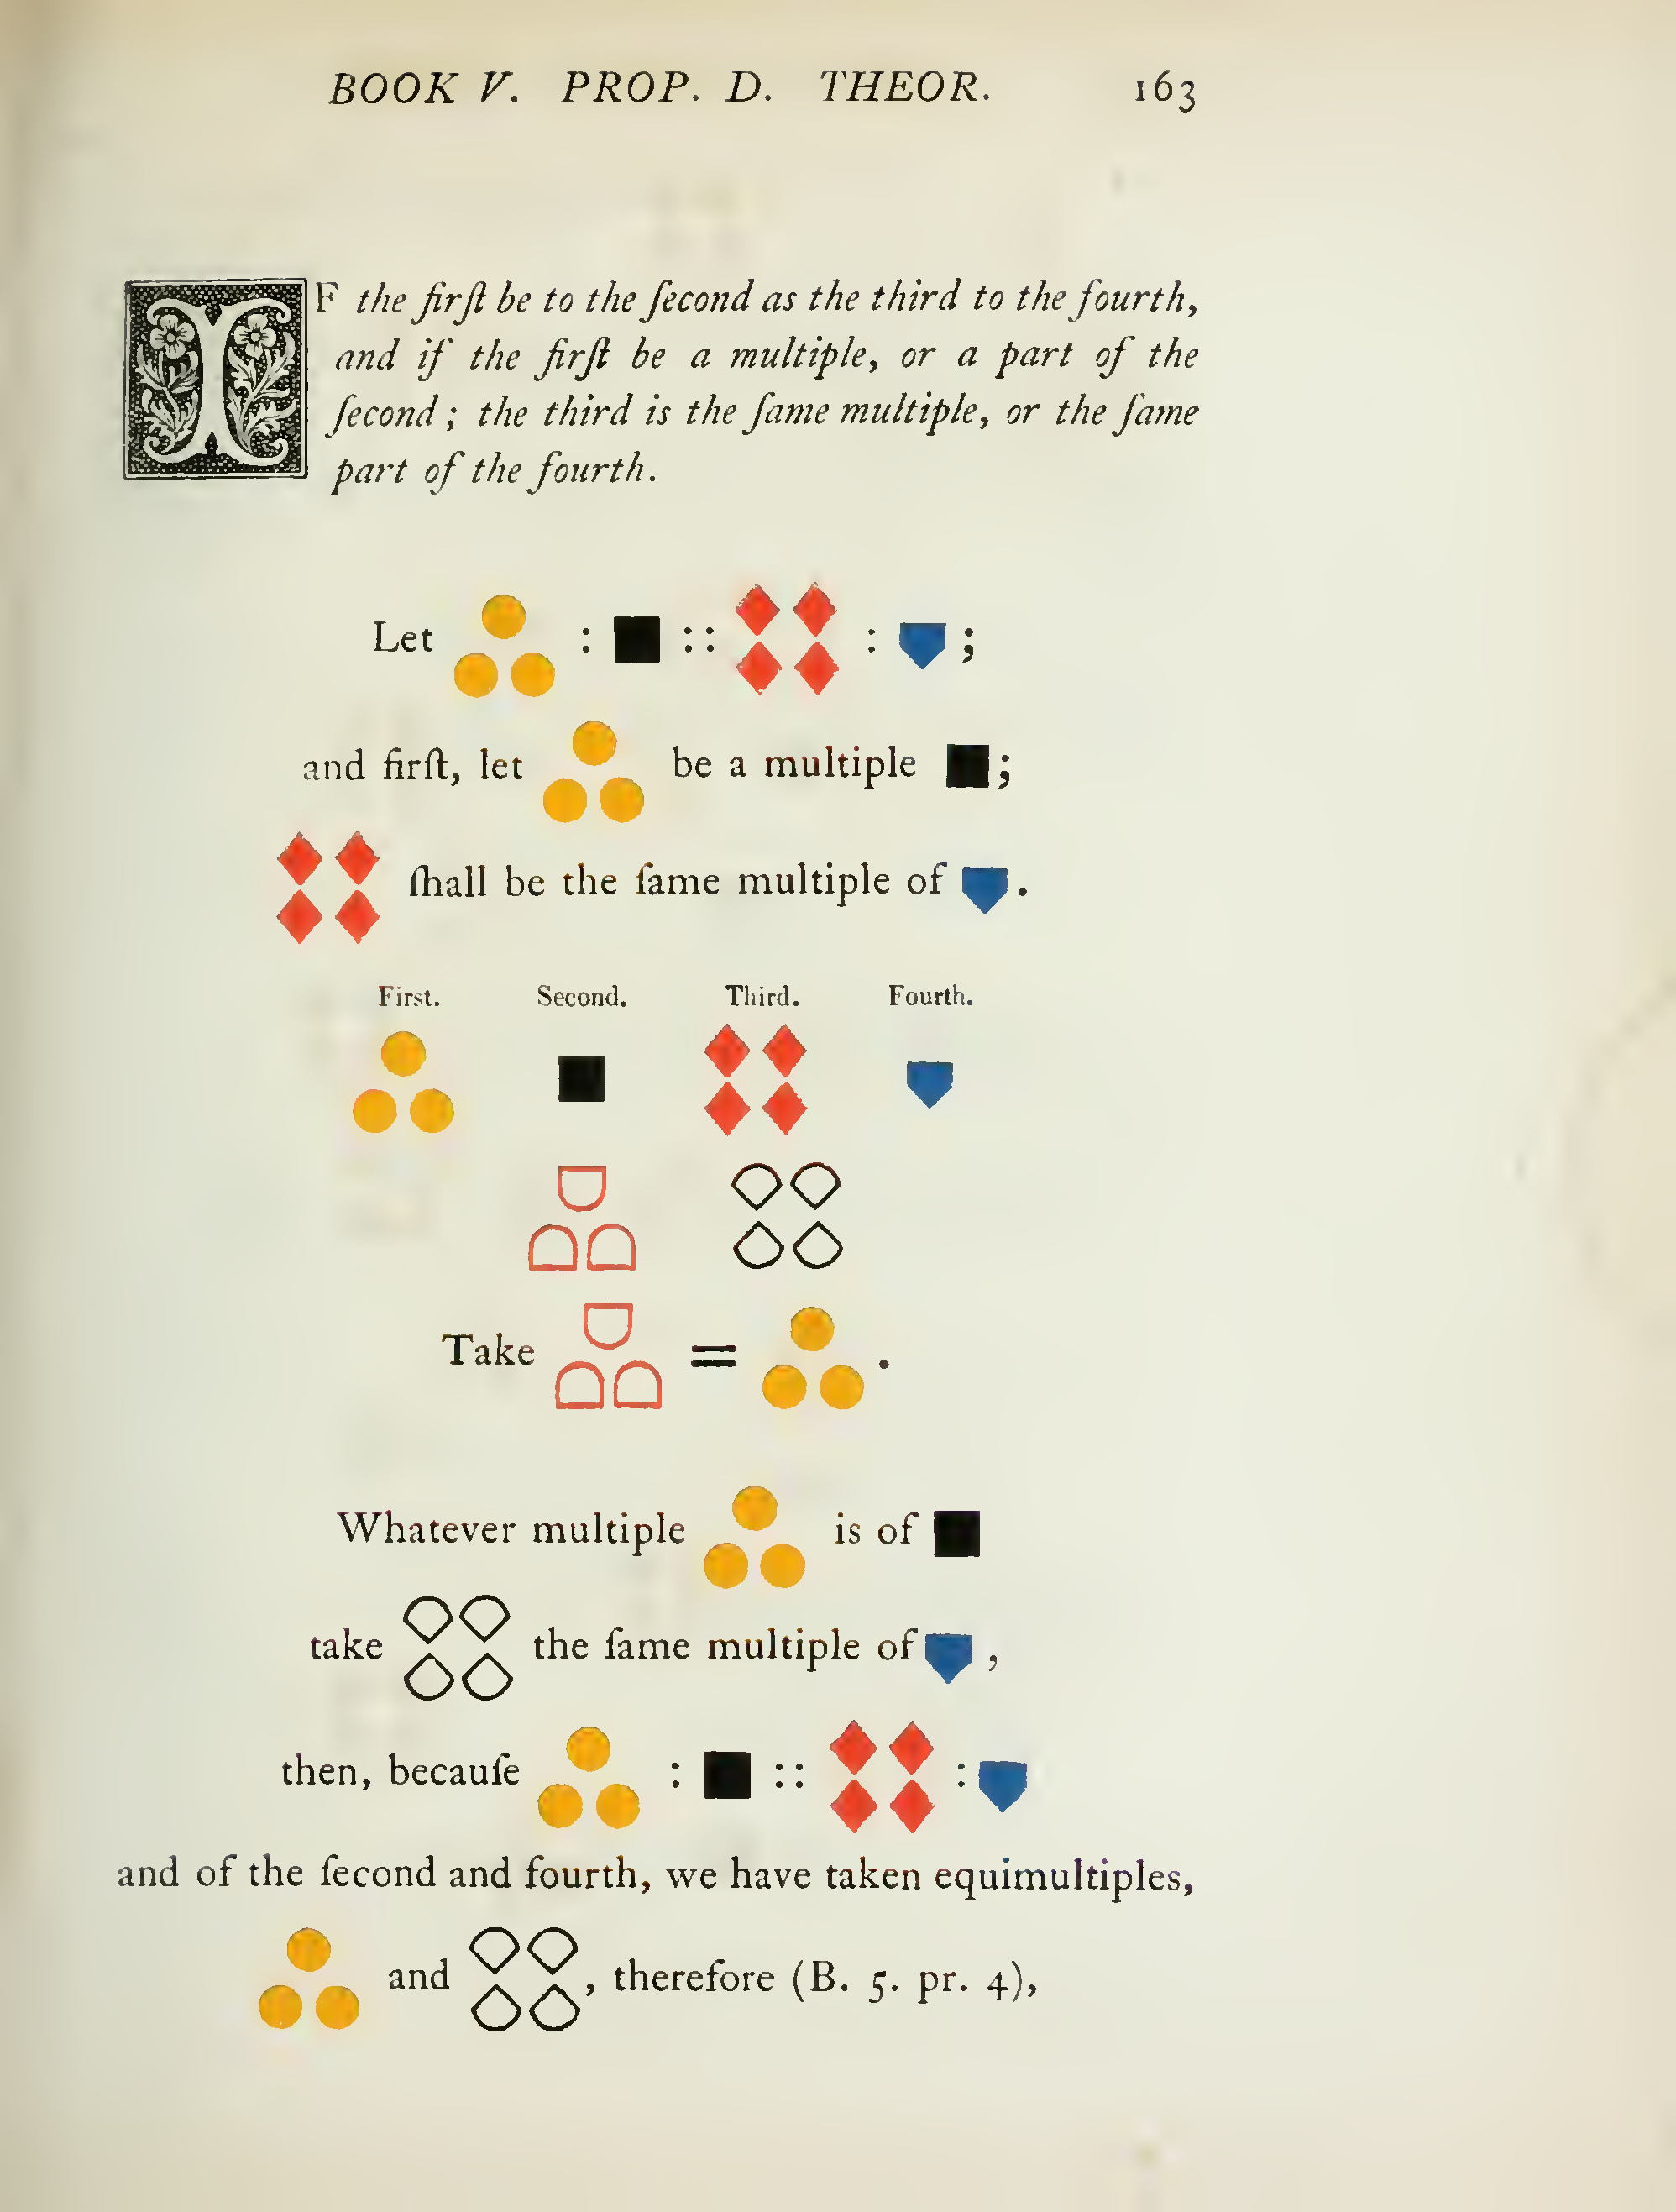 BOOK V. PROP. D. THEOR. 163
IF the firſt be to the ſecond as the third to the fourth,
and if the firſt be a multiple, or a part of the
ſecond; the third is the ſame multiple, or the ſame
part of the fourth.
Let : :: : ;
and firſt, let be a multiple ;
ſhall be the ſame multiple of .
First. Second. Third. Fourth.
Take = .
Whatever multiple is of
take the ſame multiple of ,
then, becauſe : :: :
and of the ſecond and fourth, we have taken equimultiples,
and , therefore (B. 5. pr. 4),